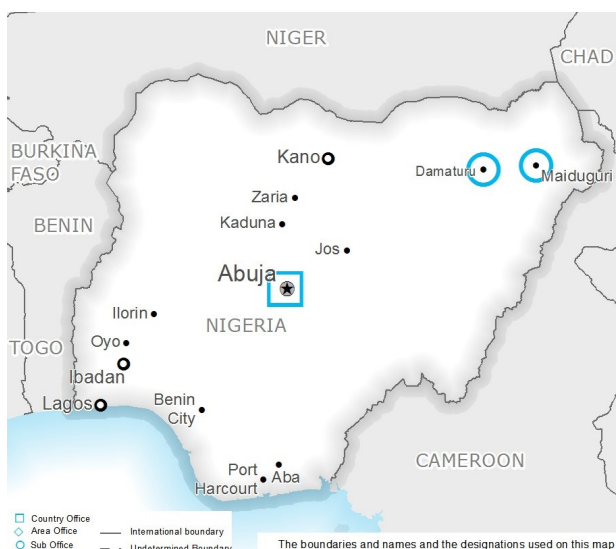 NIGER
CHAD
BURKINA
FASO
Kano
Damaturu
Maiduguri
Zaria
BENIN
Kaduna
Jos
Abuja
Ilorin
NIGERIA
Oyo
TOGO
Ibadan
Lagos
Benin
City
CAMEROON
Port
Harcourt
Aba
Country Office
Area Office
Sub Office
International boundary
Undetermined Boundary
The boundaries and names and the designations used on this map